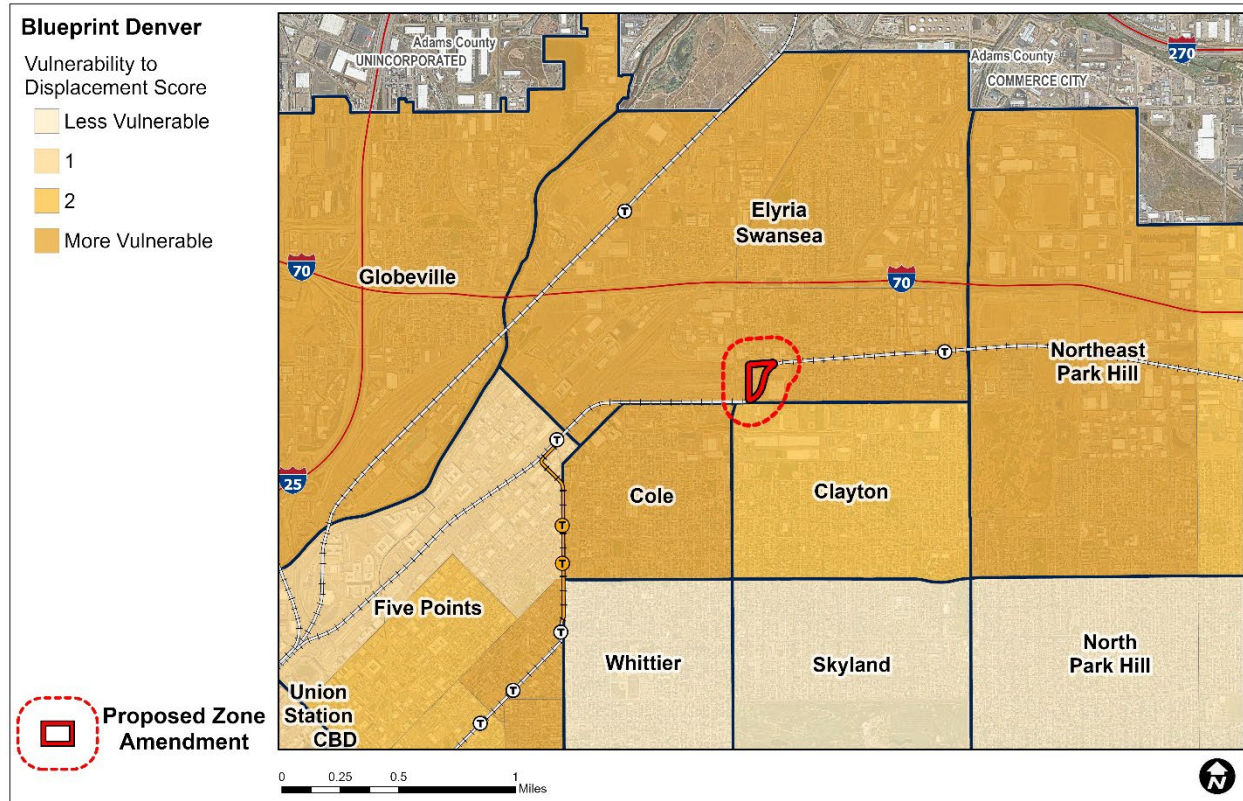 Blueprint Denver
Vulnerability to
Displacement Score
Less Vulnerable
1
2
More Vulnerable
Proposed Zone
Amendment
Adams County
UNINCORPORATED
Adams County
COMMERCE CITY
270
Elyria
Swansea
70
Globeville
70
Northeast
Park Hill
T
T
T
25
Cole
Clayton
T
T
Five Points
T
Whittier
Skyland
North
Park Hill
T
T
Union
Station
CBD
0 0.25 0.5 1
Miles
N